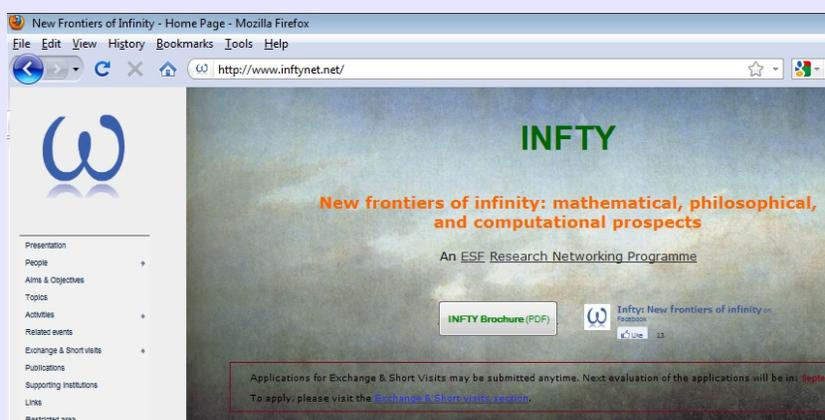 New Frontiers of Infinity - Home Page - Mozilla Firefox
File Edit View History Bookmarks Tools Help
http://www.inftynet.net/
ω
INFTY
New frontiers of infinity: mathematical, philosophical,
and computational prospects
An ESF Research Networking Programme
INFTY Brochure (PDF)
Infty: New frontiers of infinity on
Facebook
Like 13
Presentation
People
Aims & Objectives
Topics
Activities
Related events
Exchange & Short visits
Publications
Supporting Institutions
Links
Restricted area
Applications for Exchange & Short Visits may be submitted anytime. Next evaluation of the applications will be in: Septe
To apply: please visit the Exchange & Short visits section.